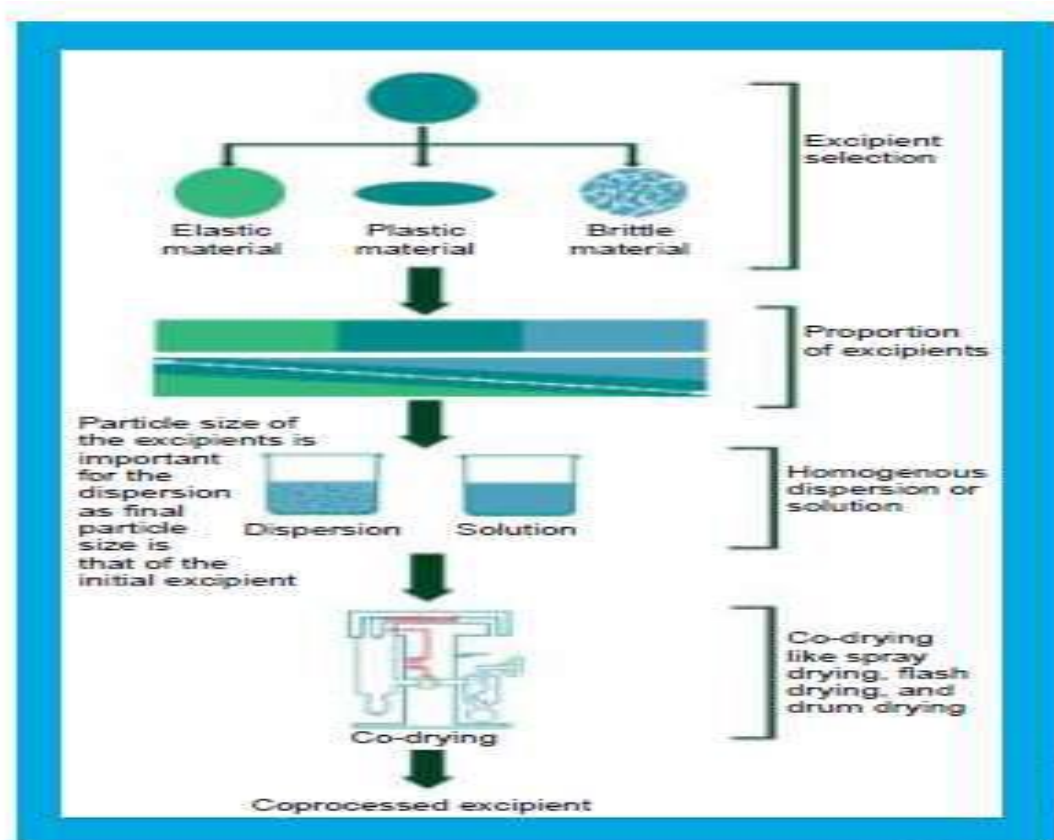 Excipient
selection
Elastic
material
Plastic
material
Brittle
material
Proportion
of excipients
Particle size of
the excipients is
important
for the
dispersion
as final
particle
size is
that of the
initial excipient
Dispersion
Solution
Homogenous
dispersion or
solution
Co-drying
like spray
drying, flash
drying, and
drum drying
Co-drying
Coprocessed excipient